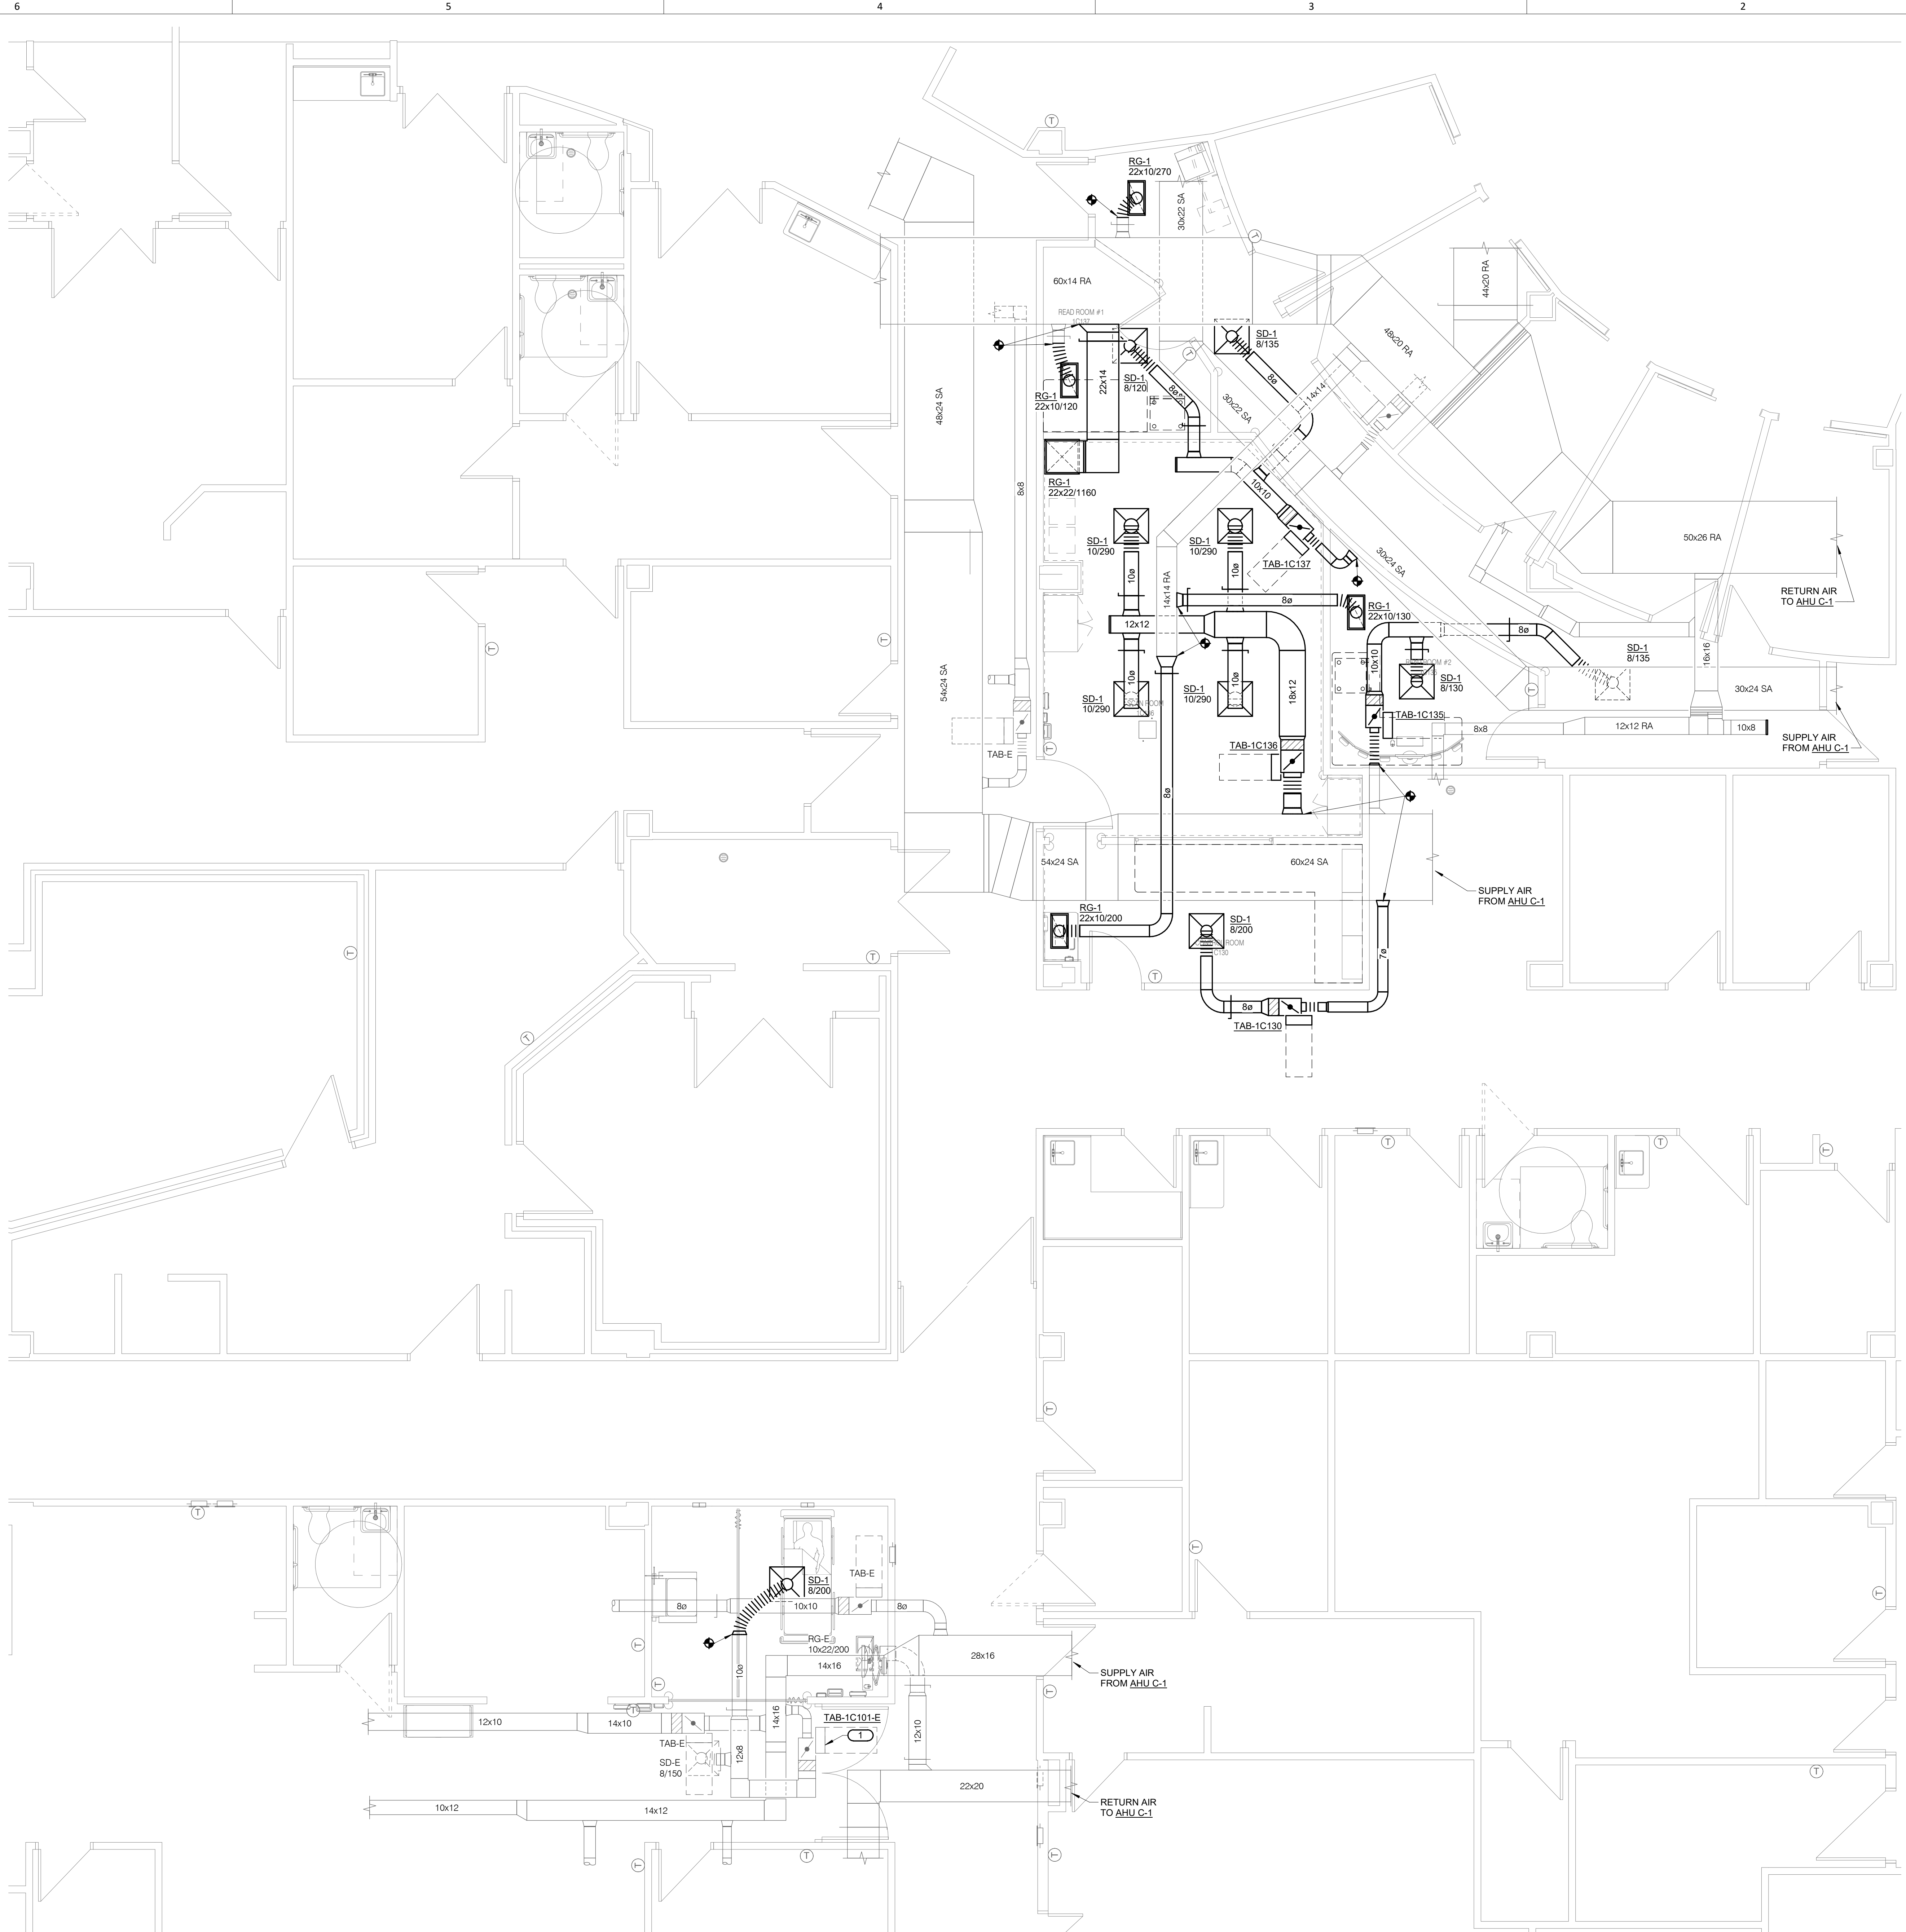 6
5
4
3
2
T
RG-1
22x10/270
30x22 SA
T
60x14 RA
44x20 RA
READ ROOM #1
1C137
48x20 RA
SD-1
8/135
T
8ø
22x14
SD-1
8/120
8ø
14x14
RG-1
22x10/120
30x22 SA
48x24 SA
8x8
RG-1
22x22/1160
10x10
SD-1
10/290
SD-1
10/290
50x26 RA
30x24 SA
TAB-1C137
10ø
10ø
14x14 RA
RETURN AIR
TO AHU C-1
8ø
RG-1
22x10/130
12x12
8ø
T
T
SD-1
8/135
16x16
10x10
54x24 SA
10ø
10ø
SD-1
8/130
SD-1
10/290
SD-1
10/290
18x12
T
30x24 SA
TAB-1C135
8x8
12x12 RA
10x8
SUPPLY AIR
FROM AHU C-1
TAB-1C136
T
TAB-E
8ø
54x24 SA
60x24 SA
SUPPLY AIR
FROM AHU C-1
RG-1
22x10/200
SD-1
8/200
ROOM
7ø
T
T
T
8ø
TAB-1C130
T
T
T
T
T
T
T
T
TAB-E
SD-1
8/200
8ø
10x10
8ø
T
RG-E
10x22/200
28x16
14x16
10ø
SUPPLY AIR
FROM AHU C-1
T
T
T
TAB-1C101-E
12x10
14x10
14x16
1
12x10
TAB-E
12x8
SD-E
8/150
T
22x20
RETURN AIR
TO AHU C-1
10x12
14x12
T
T
T